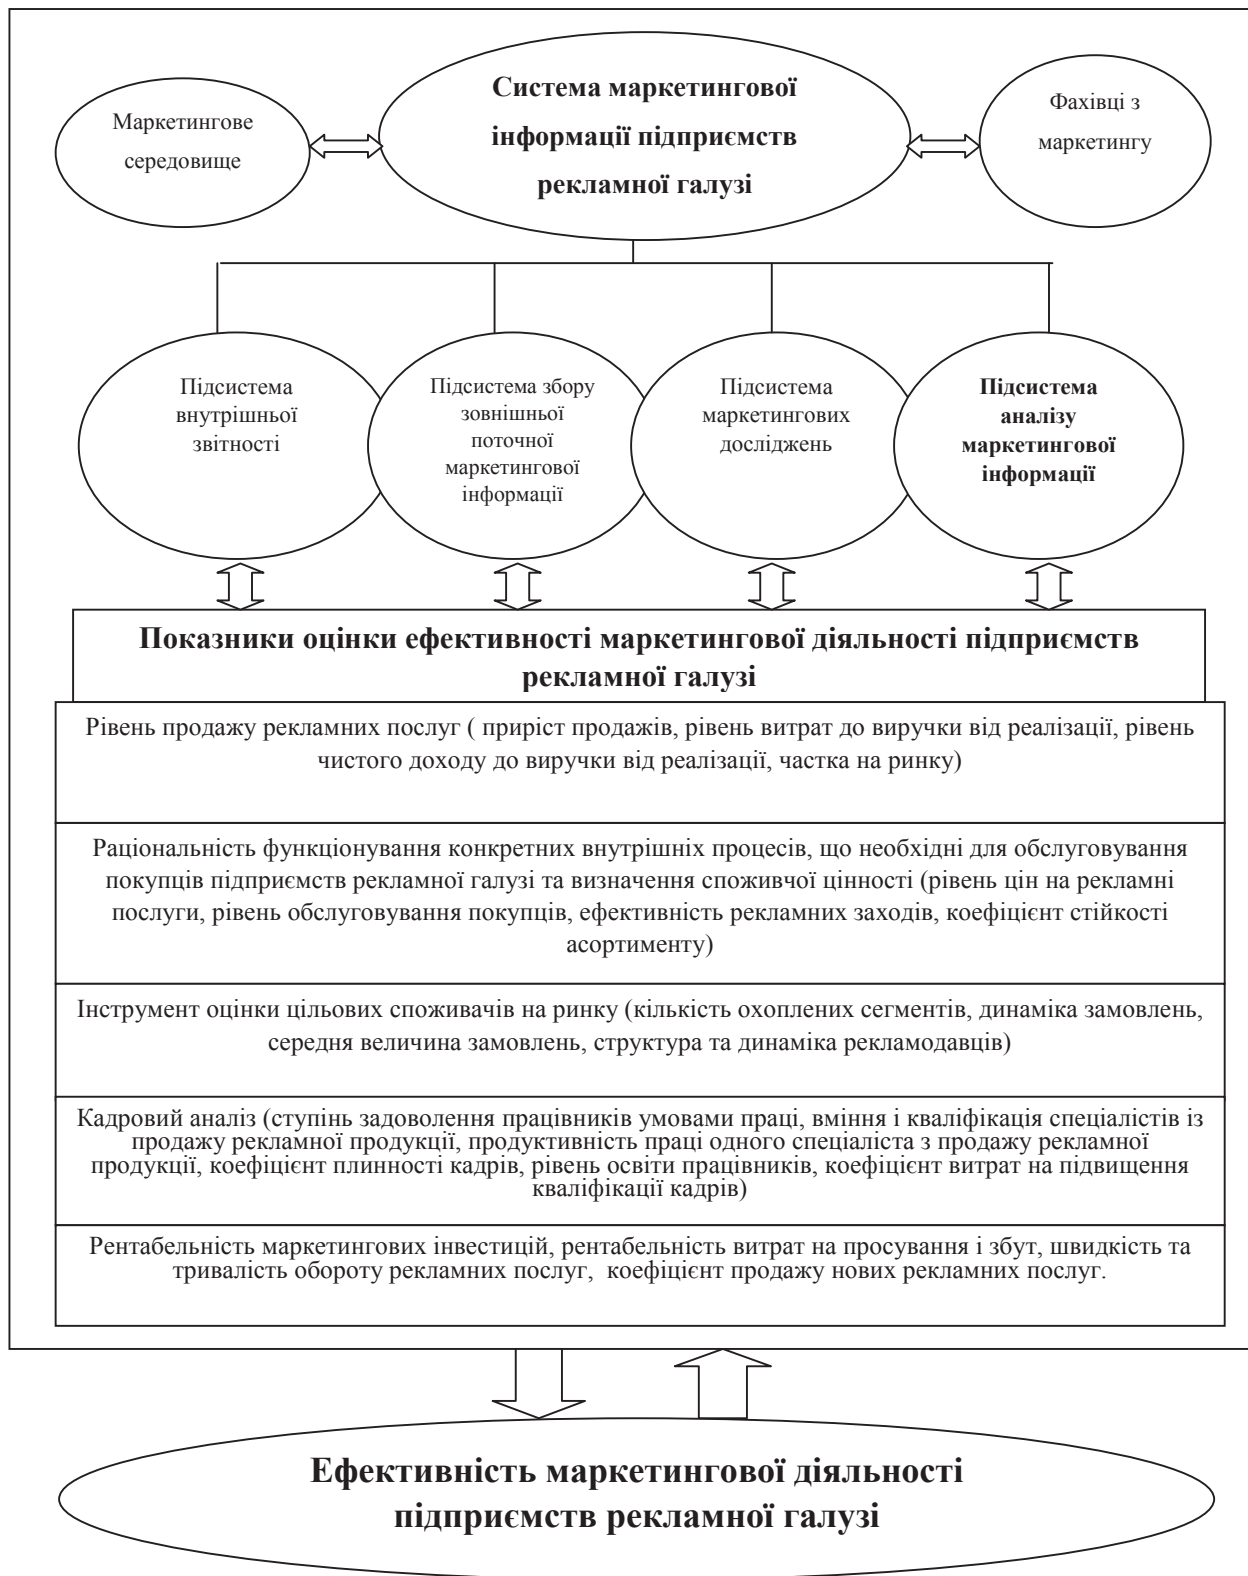 Система маркетингової
інформації підприємств
рекламної галузі
Маркетингове
середовище
Фахівці з
маркетингу
Підсистема
внутрішньої
звітності
Підсистема збору
зовнішньої
поточної
маркетингової
інформації
Підсистема
маркетингових
досліджень
Підсистема
аналізу
маркетингової
інформації
Показники оцінки ефективності маркетингової діяльності підприємств
рекламної галузі
Рівень продажу рекламних послуг ( приріст продажів, рівень витрат до виручки від реалізації, рівень
чистого доходу до виручки від реалізації, частка на ринку)
Раціональність функціонування конкретних внутрішніх процесів, що необхідні для обслуговування
покупців підприємств рекламної галузі та визначення споживчої цінності (рівень цін на рекламні
послуги, рівень обслуговування покупців, ефективність рекламних заходів, коефіцієнт стійкості
асортименту)
Інструмент оцінки цільових споживачів на ринку (кількість охоплених сегментів, динаміка замовлень,
середня величина замовлень, структура та динаміка рекламодавців)
Кадровий аналіз (ступінь задоволення працівників умовами праці, вміння і кваліфікація спеціалістів із
продажу рекламної продукції, продуктивність праці одного спеціаліста з продажу рекламної
продукції, коефіцієнт плинності кадрів, рівень освіти працівників, коефіцієнт витрат на підвищення
кваліфікації кадрів)
Рентабельність маркетингових інвестицій, рентабельність витрат на просування і збут, швидкість та
тривалість обороту рекламних послуг,  коефіцієнт продажу нових рекламних послуг.
Ефективність маркетингової діяльності
підприємств рекламної галузі